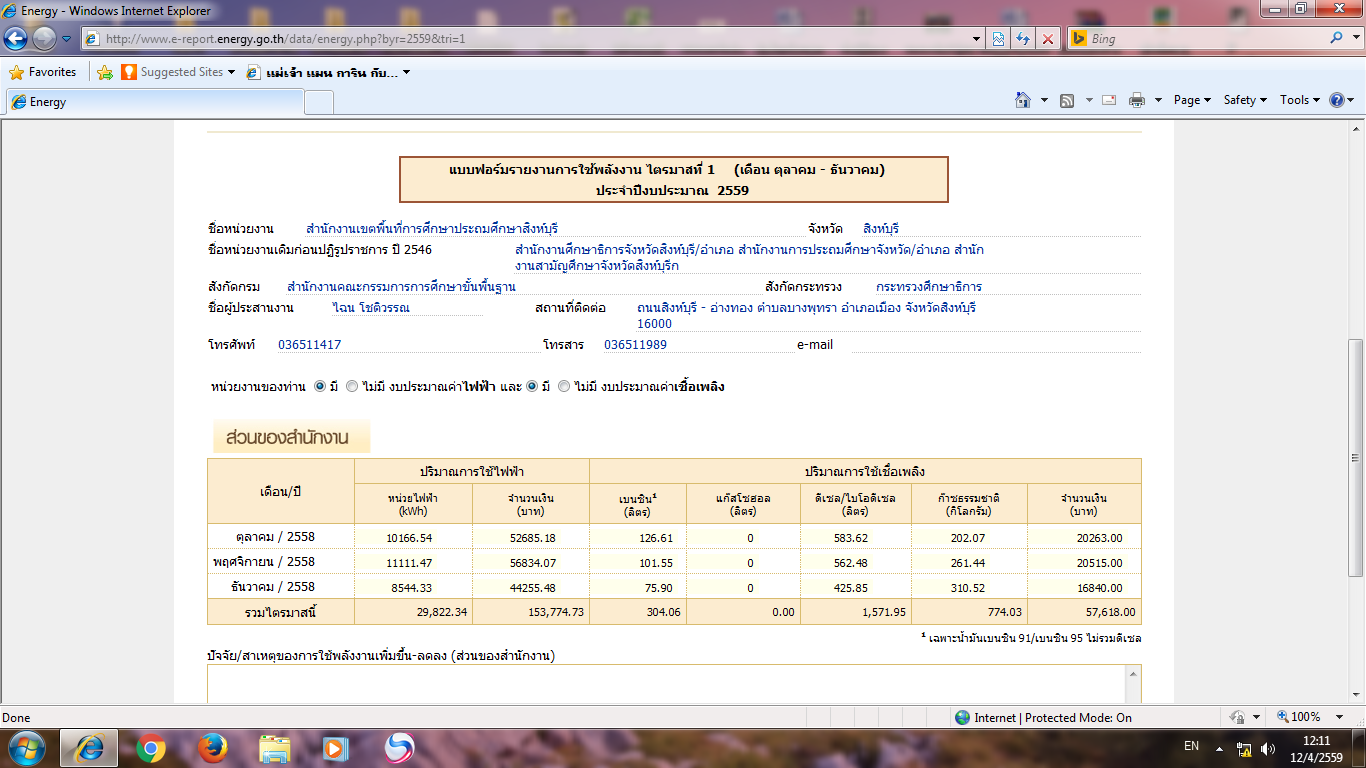 Energy - Windows Internet Explorer
http://www.e-report.energy.go.th/data/energy.php?byr=2559&tri=1
Bing
Favorites Suggested Sites แม่เจ้า แผน การิน กับ...
Energy
Page Safety Tools
แบบฟอร์มรายงานการใช้พลังงาน ไตรมาสที่ 1 (เดือน ตุลาคม - ธันวาคม)
ประจำปีงบประมาณ 2559
ชื่อหน่วยงาน สำนักงานเขตพื้นที่การศึกษาประถมศึกษาสิงห์บุรี จังหวัด สิงห์บุรี
ชื่อหน่วยงานเดิมก่อนปฏิรูปราชการ ปี 2546 สำนักงานศึกษาธิการจังหวัดสิงห์บุรี/อำเภอ สำนักงานการประถมศึกษาจังหวัด/อำเภอ สำนัก
งานสามัญศึกษาจังหวัดสิงห์บุรีก
สังกัดกรม สำนักงานคณะกรรมการการศึกษาขั้นพื้นฐาน สังกัดกระทรวง กระทรวงศึกษาธิการ
ชื่อผู้ประสานงาน ไฉน โชติวรรณ สถานที่ติดต่อ ถนนสิงห์บุรี - อ่างทอง ตำบลบางพุทรา อำเภอเมือง จังหวัดสิงห์บุรี
16000
โทรศัพท์ 036511417 โทรสาร 036511989 e-mail
หน่วยงานของท่าน มี ไม่มี งบประมาณค่าไฟฟ้า และ มี ไม่มี งบประมาณค่าเชื้อเพลิง
ส่วนของสำนักงาน
เดือน/ปี ปริมาณการใช้ไฟฟ้า ปริมาณการใช้เชื้อเพลิง
หน่วยไฟฟ้า จำนวนเงิน เบนซิน¹ แก๊สโซฮอล ดีเซล/ไบโอดีเซล ก๊าซธรรมชาติ จำนวนเงิน
(kWh) (บาท) (ลิตร) (ลิตร) (ลิตร) (กิโลกรัม) (บาท)
ตุลาคม / 2558 10166.54 52685.18 126.61 0 583.62 202.07 20263.00
พฤศจิกายน / 2558 11111.47 56834.07 101.55 0 562.48 261.44 20515.00
ธันวาคม / 2558 8544.33 44255.48 75.90 0 425.85 310.52 16840.00
รวมไตรมาสนี้ 29,822.34 153,774.73 304.06 0.00 1,571.95 774.03 57,618.00
¹ เฉพาะน้ำมันเบนซิน 91/เบนซิน 95 ไม่รวมดีเซล
ปัจจัย/สาเหตุของการใช้พลังงานเพิ่มขึ้น-ลดลง (ส่วนของสำนักงาน)
Done Internet | Protected Mode: On 100%
EN 12:11
12/4/2559